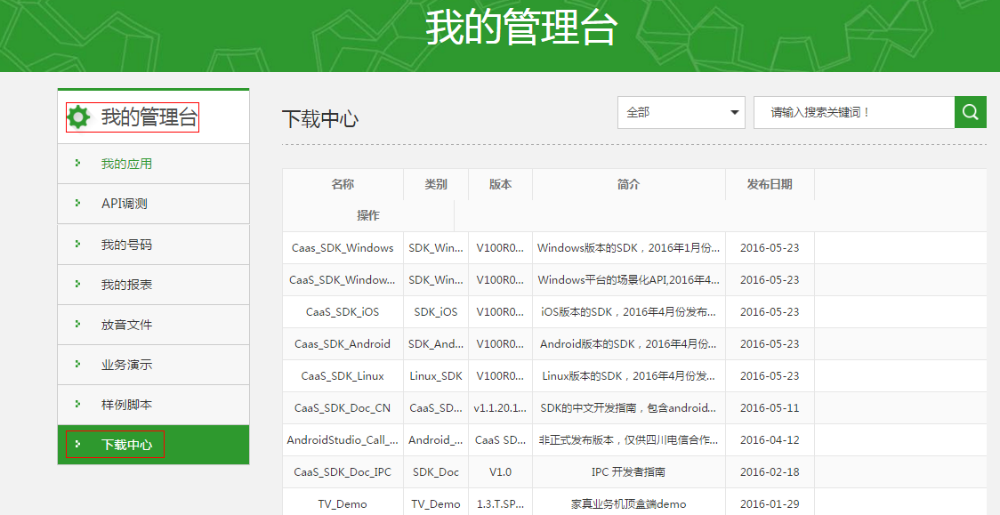 我的管理台
我的管理台
我的应用
API调测
我的号码
我的报表
放音文件
业务演示
样例脚本
下载中心
下载中心
全部
请输入搜索关键词！
名称 类别 版本 简介 发布日期
操作
Caas_SDK_Windows SDK_Win... V100R0... Windows版本的SDK，2016年1月份... 2016-05-23
CaaS_SDK_Window... SDK_Win... V100R0... Windows平台的场景化API,2016年4... 2016-05-23
CaaS_SDK_iOS SDK_iOS V100R0... iOS版本的SDK，2016年4月份发布... 2016-05-23
Caas_SDK_Android SDK_And... V100R0... Android版本的SDK，2016年4月份... 2016-05-23
CaaS_SDK_Linux Linux_SDK V100R0... Linux版本的SDK，2016年4月份发... 2016-05-23
CaaS_SDK_Doc_CN CaaS_SD... v1.1.20.1... SDK的中文开发指南，包含android... 2016-05-11
AndroidStudio_Call_... Android_... CaaS SD... 非正式发布版本，仅供四川电信合作... 2016-04-12
CaaS_SDK_Doc_IPC SDK_Doc V1.0 IPC 开发者指南 2016-02-18
TV_Demo TV_Demo 1.3.T.SP... 家真业务机顶盒端demo 2016-01-29